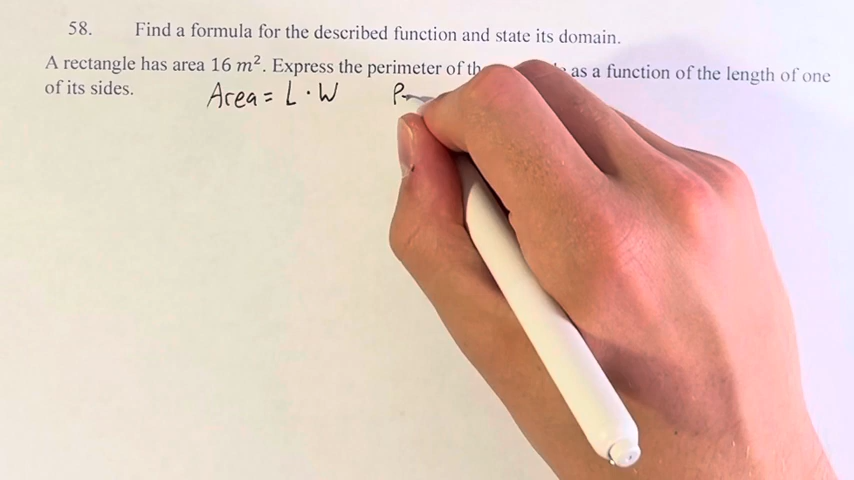 58. Find a formula for the described function and state its domain.
A rectangle has area 16 m². Express the perimeter of as a function of the length of one
of its sides. Area = L · W P